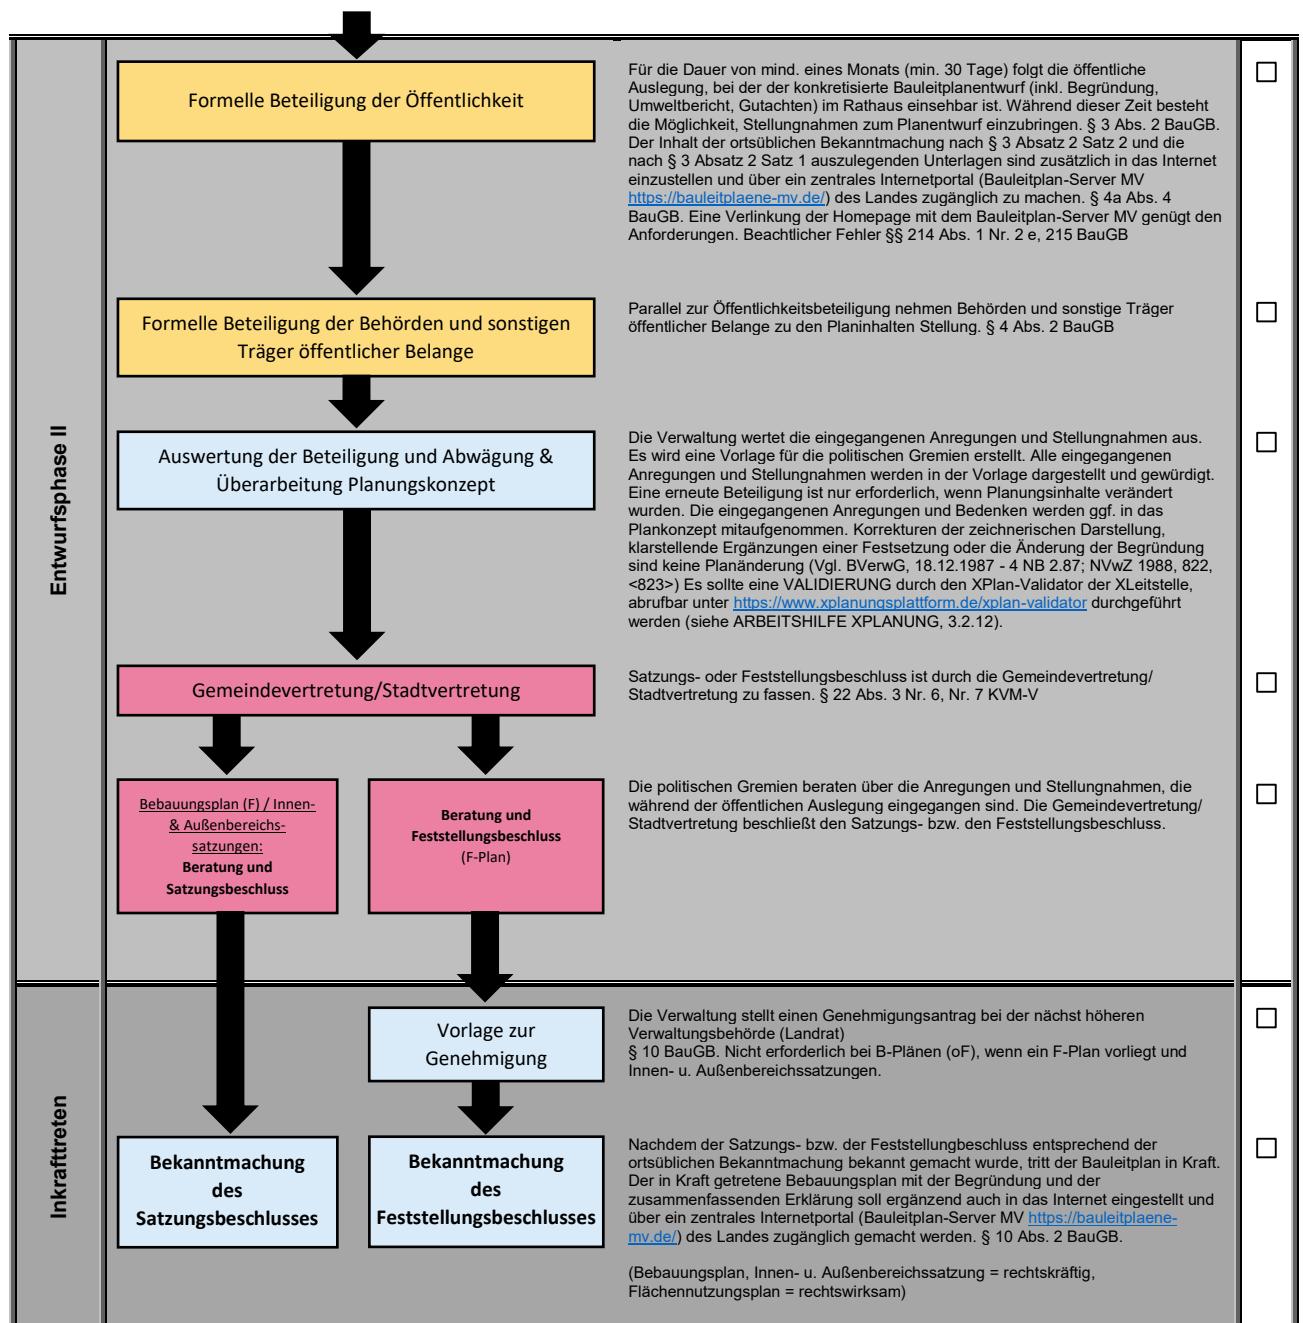 Entwurfsphase II
Formelle Beteiligung der Öffentlichkeit
Für die Dauer von mind. eines Monats (min. 30 Tage) folgt die öffentliche
Auslegung, bei der der konkretisierte Bauleitplanentwurf (inkl. Begründung,
Umweltbericht, Gutachten) im Rathaus einsehbar ist. Während dieser Zeit besteht
die Möglichkeit, Stellungnahmen zum Planentwurf einzubringen. § 3 Abs. 2 BauGB.
Der Inhalt der ortsüblichen Bekanntmachung nach § 3 Absatz 2 Satz 2 und die
nach § 3 Absatz 2 Satz 1 auszulegenden Unterlagen sind zusätzlich in das Internet
einzustellen und über ein zentrales Internetportal (Bauleitplan-Server MV
https://bauleitplaene-mv.de/) des Landes zugänglich zu machen. § 4a Abs. 4
BauGB. Eine Verlinkung der Homepage mit dem Bauleitplan-Server MV genügt den
Anforderungen. Beachtlicher Fehler §§ 214 Abs. 1 Nr. 2 e, 215 BauGB
Formelle Beteiligung der Behörden und sonstigen
Träger öffentlicher Belange
Parallel zur Öffentlichkeitsbeteiligung nehmen Behörden und sonstige Träger
öffentlicher Belange zu den Planinhalten Stellung. § 4 Abs. 2 BauGB
Auswertung der Beteiligung und Abwägung &
Überarbeitung Planungskonzept
Die Verwaltung wertet die eingegangenen Anregungen und Stellungnahmen aus.
Es wird eine Vorlage für die politischen Gremien erstellt. Alle eingegangenen
Anregungen und Stellungnahmen werden in der Vorlage dargestellt und gewürdigt.
Eine erneute Beteiligung ist nur erforderlich, wenn Planungsinhalte verändert
wurden. Die eingegangenen Anregungen und Bedenken werden ggf. in das
Plankonzept mitaufgenommen. Korrekturen der zeichnerischen Darstellung,
klarstellende Ergänzungen einer Festsetzung oder die Änderung der Begründung
sind keine Planänderung (Vgl. BVerwG, 18.12.1987 - 4 NB 2.87; NVwZ 1988, 822,
<823>) Es sollte eine VALIDIERUNG durch den XPlan-Validator der XLeitstelle,
abrufbar unter https://www.xplanungsplattform.de/xplan-validator durchgeführt
werden (siehe ARBEITSHILFE XPLANUNG, 3.2.12).
Gemeindevertretung/Stadtvertretung
Satzungs- oder Feststellungsbeschluss ist durch die Gemeindevertretung/
Stadtvertretung zu fassen. § 22 Abs. 3 Nr. 6, Nr. 7 KVM-V
Bebauungsplan (F) / Innen-
& Außenbereichs-
satzungen:
Beratung und
Satzungsbeschluss
Beratung und
Feststellungsbeschluss
(F-Plan)
Die politischen Gremien beraten über die Anregungen und Stellungnahmen, die
während der öffentlichen Auslegung eingegangen sind. Die Gemeindevertretung/
Stadtvertretung beschließt den Satzungs- bzw. den Feststellungsbeschluss.
Inkrafttreten
Vorlage zur
Genehmigung
Die Verwaltung stellt einen Genehmigungsantrag bei der nächst höheren
Verwaltungsbehörde (Landrat)
§ 10 BauGB. Nicht erforderlich bei B-Plänen (oF), wenn ein F-Plan vorliegt und
Innen- u. Außenbereichssatzungen.
Bekanntmachung
des
Satzungsbeschlusses
Bekanntmachung
des
Feststellungsbeschlusses
Nachdem der Satzungs- bzw. der Feststellungbeschluss entsprechend der
ortsüblichen Bekanntmachung bekannt gemacht wurde, tritt der Bauleitplan in Kraft.
Der in Kraft getretene Bebauungsplan mit der Begründung und der
zusammenfassenden Erklärung soll ergänzend auch in das Internet eingestellt und
über ein zentrales Internetportal (Bauleitplan-Server MV https://bauleitplaene-
mv.de/) des Landes zugänglich gemacht werden. § 10 Abs. 2 BauGB.
(Bebauungsplan, Innen- u. Außenbereichssatzung = rechtskräftig,
Flächennutzungsplan = rechtswirksam)